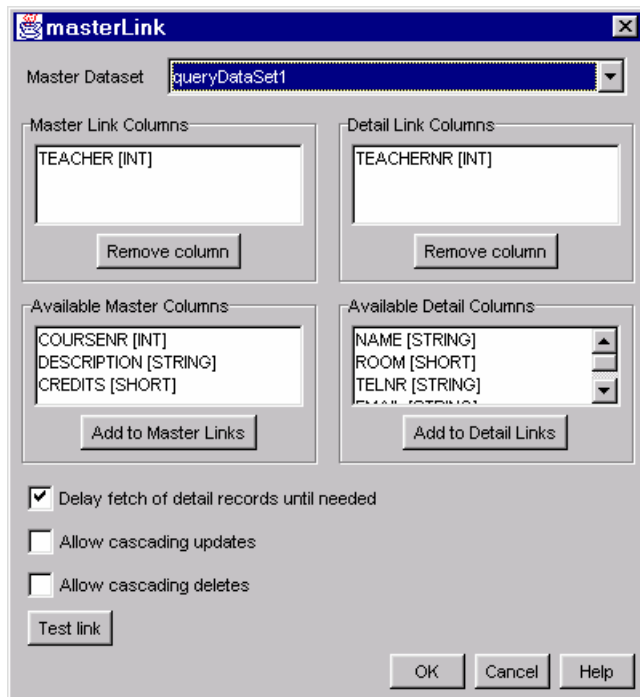 masterLink
Master Dataset queryDataSet1
Master Link Columns
TEACHER [INT]
Remove column
Detail Link Columns
TEACHERNR [INT]
Remove column
Available Master Columns
COURSENR [INT]
DESCRIPTION [STRING]
CREDITS [SHORT]
Add to Master Links
Available Detail Columns
NAME [STRING]
ROOM [SHORT]
TELNR [STRING]
EMAIL [STRING]
Add to Detail Links
Delay fetch of detail records until needed
Allow cascading updates
Allow cascading deletes
Test link
OK Cancel Help